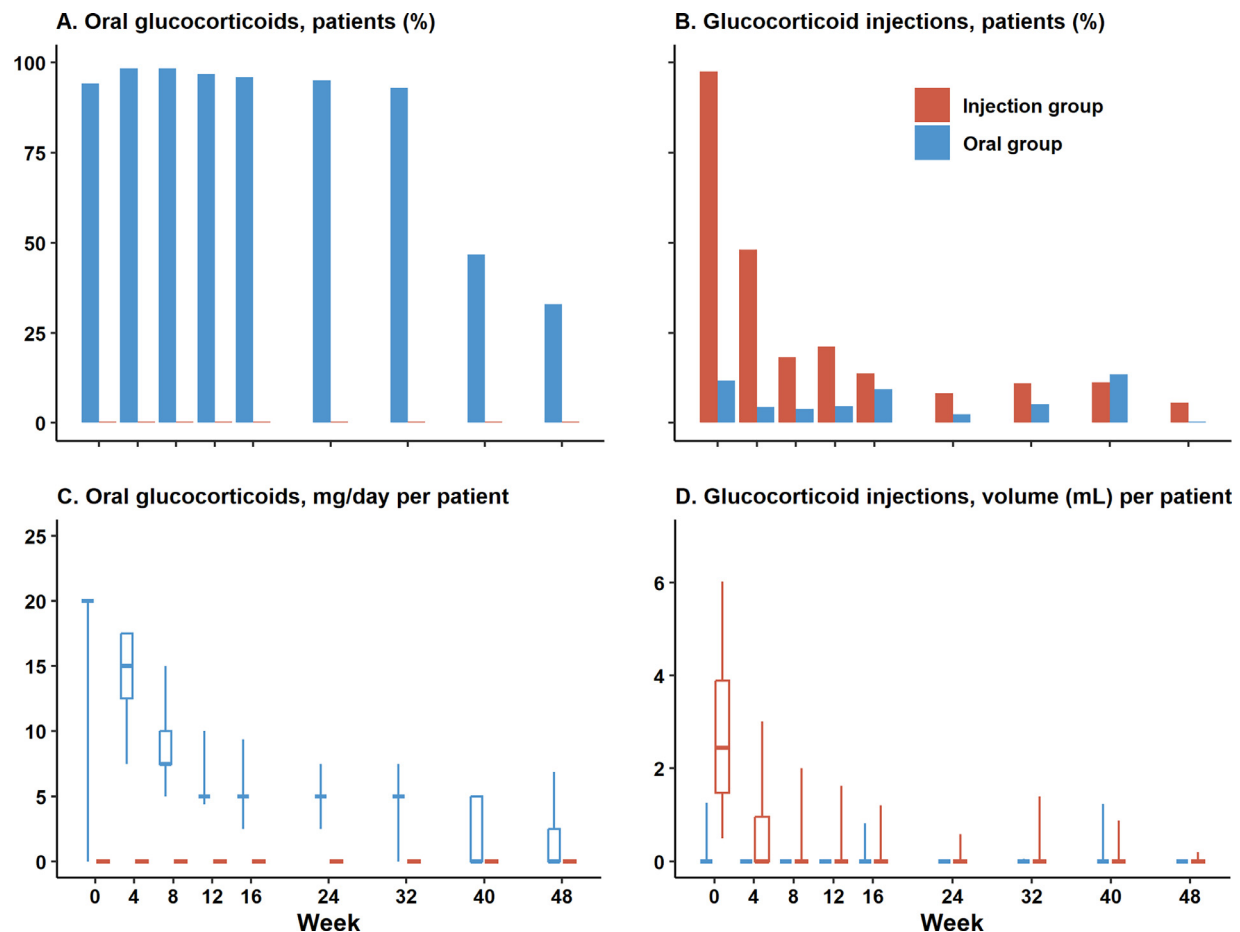 A. Oral glucocorticoids, patients (%)
100
75
50
25
0
B. Glucocorticoid injections, patients (%)
Injection group
Oral group
C. Oral glucocorticoids, mg/day per patient
25
20
15
10
5
0
0 4 8 12 16 24 32 40 48
Week
D. Glucocorticoid injections, volume (mL) per patient
6
4
2
0
0 4 8 12 16 24 32 40 48
Week